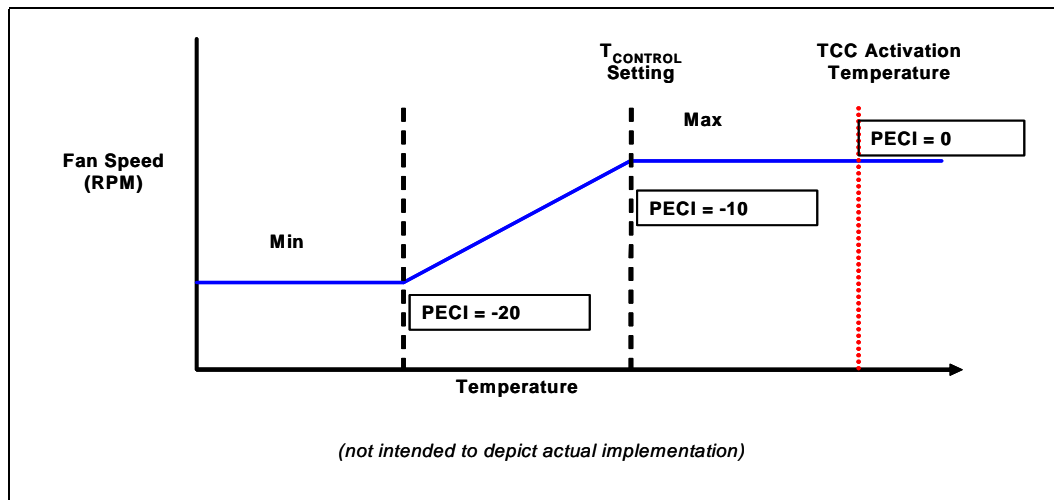 T_CONTROL
Setting
TCC Activation
Temperature
Max
PECI = 0
Fan Speed
(RPM)
PECI = -10
Min
PECI = -20
Temperature
(not intended to depict actual implementation)